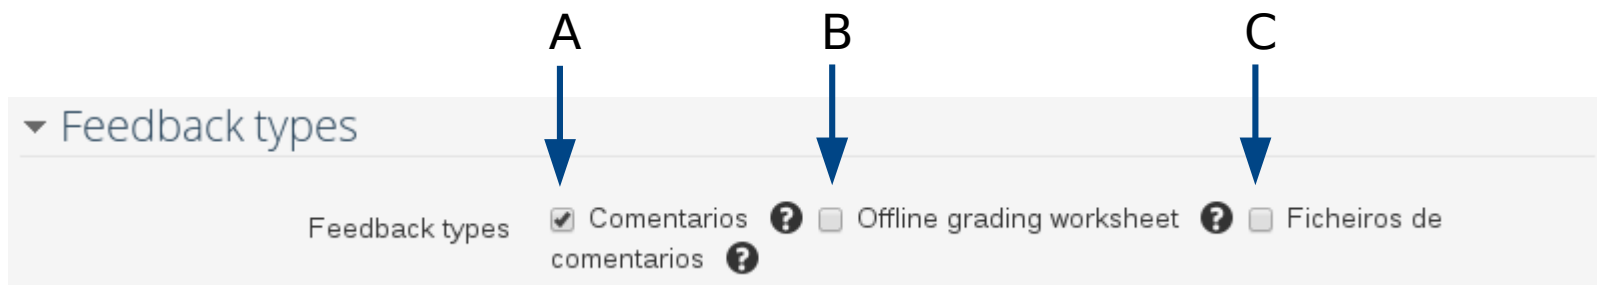 A B C
Feedback types
Feedback types Comentarios ? Offline grading worksheet ? Ficheiros de
comentarios ?